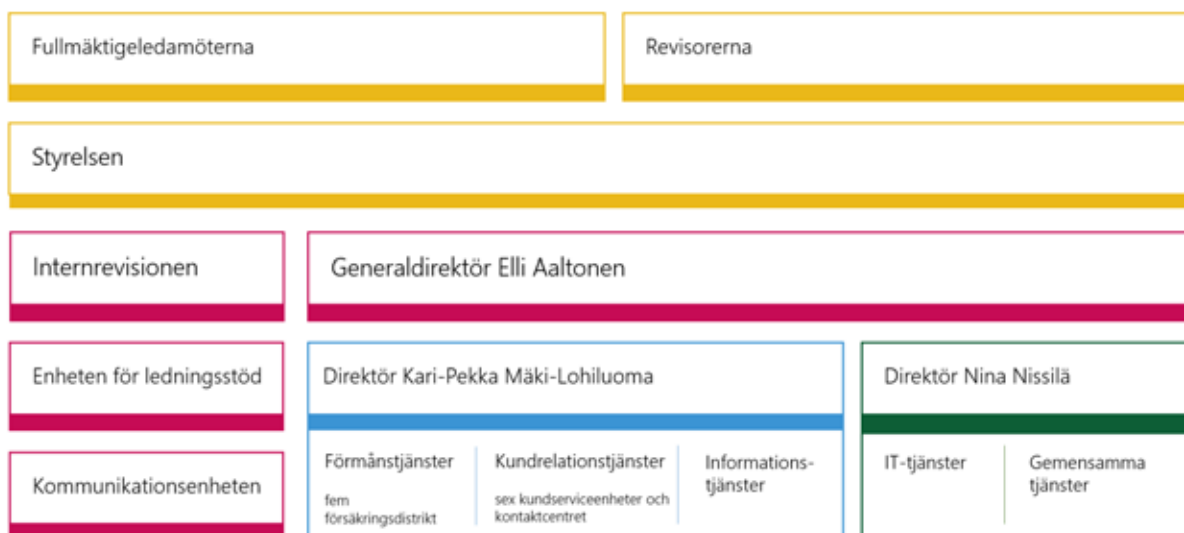 Fullmäktigeledamöterna
Revisorerna
Styrelsen
Internrevisionen
Generaldirektör Elli Aaltonen
Enheten för ledningsstöd
Direktör Kari-Pekka Mäki-Lohiluoma
Direktör Nina Nissilä
Kommunikationsenheten
Förmånstjänster
fem
försäkringsdistrikt
Kundrelationstjänster
sex kundserviceenheter och
kontaktcentret
Informations-
tjänster
IT-tjänster
Gemensamma
tjänster